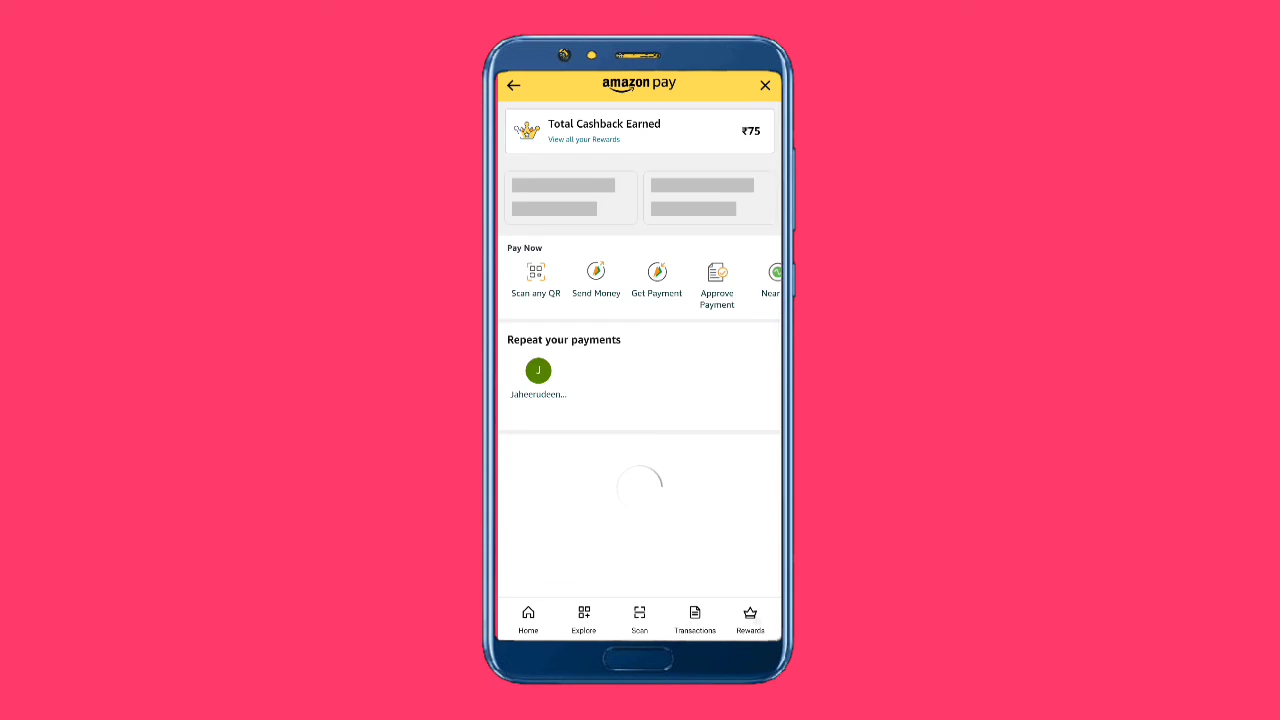 amazon pay
Total Cashback Earned
₹75
View all your Rewards
Pay Now
Scan any QR
Send Money
Get Payment
Approve
Payment
Near
Repeat your payments
J
Jaheerudeen...
Home
Explore
Scan
Transactions
Rewards